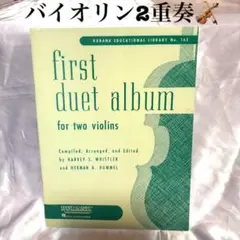 バイオリン2重奏🎻
RUBANK EDUCATIONAL LIBRARY No. 142
first
duet album
for two violins
Compiled, Arranged, and Edited
by HARVEY S. WHISTLER
and HERMAN A. HUMMEL